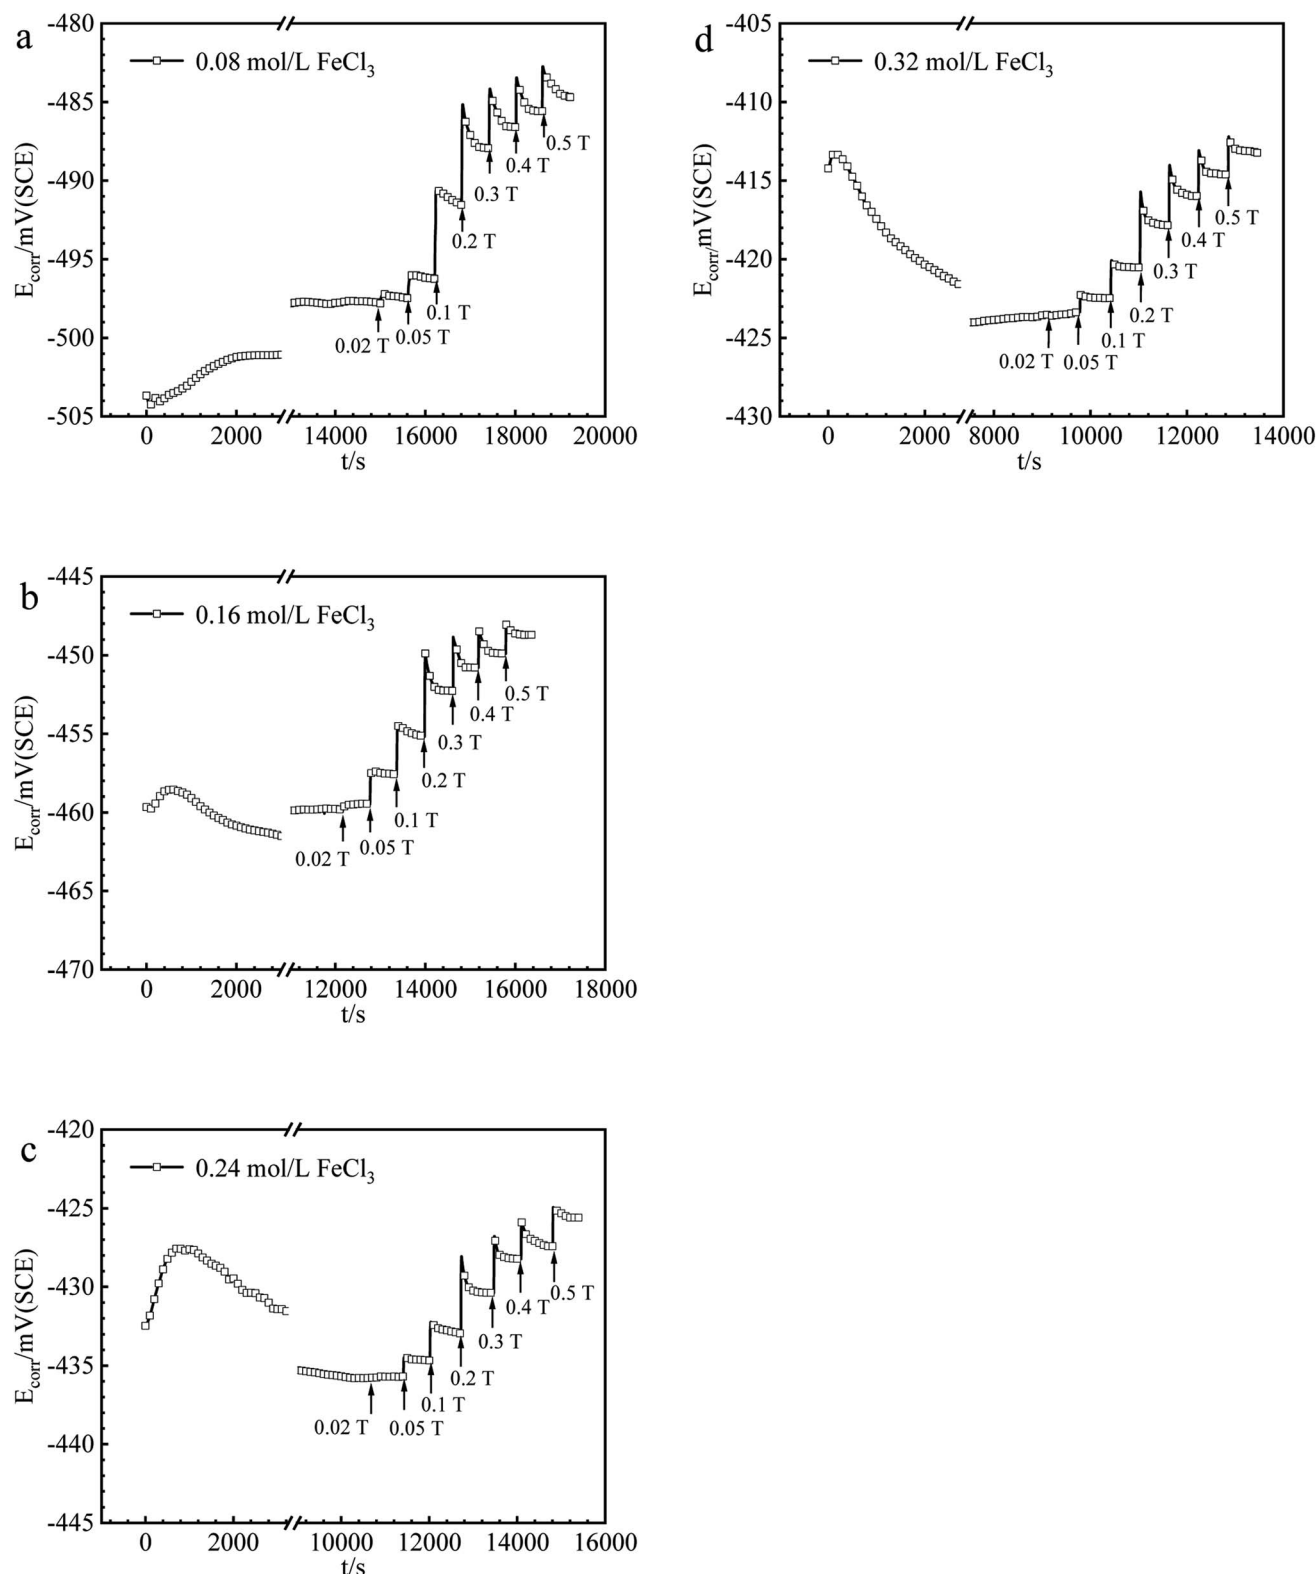 a
0.08 mol/L FeCl3
-480
-485
-490
-495
-500
-505
Ecorr/mV(SCE)
0.02 T
0.05 T
0.1 T
0.2 T
0.3 T
0.4 T
0.5 T
0 2000 14000 16000 18000 20000
t/s
d
0.32 mol/L FeCl3
-405
-410
-415
-420
-425
-430
Ecorr/mV(SCE)
0.02 T
0.05 T
0.1 T
0.2 T
0.3 T
0.4 T
0.5 T
0 2000 8000 10000 12000 14000
t/s
b
0.16 mol/L FeCl3
-445
-450
-455
-460
-465
-470
Ecorr/mV(SCE)
0.02 T
0.05 T
0.1 T
0.2 T
0.3 T
0.4 T
0.5 T
0 2000 12000 14000 16000 18000
t/s
c
0.24 mol/L FeCl3
-420
-425
-430
-435
-440
-445
Ecorr/mV(SCE)
0.02 T
0.05 T
0.1 T
0.2 T
0.3 T
0.4 T
0.5 T
0 2000 10000 12000 14000 16000
t/s